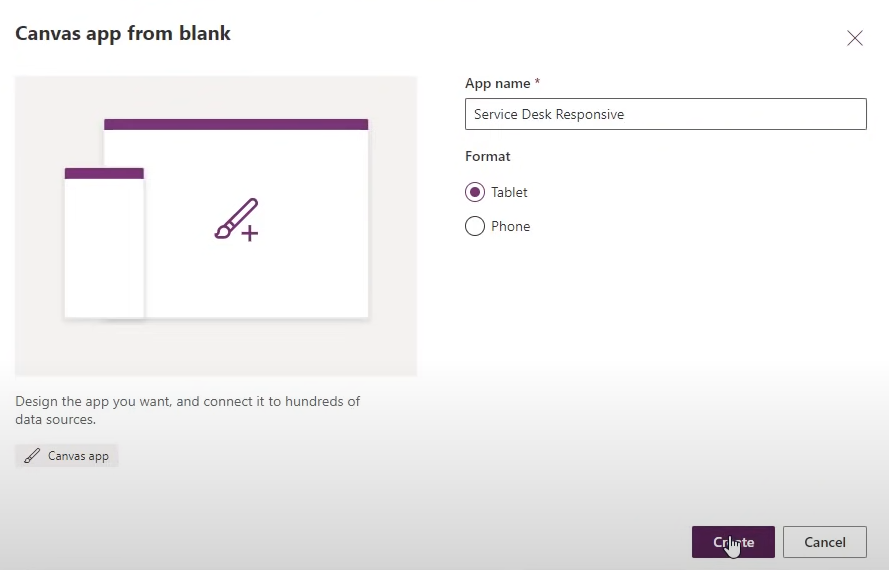 Canvas app from blank
App name *
Service Desk Responsive
Format
Tablet
Phone
Design the app you want, and connect it to hundreds of
data sources.
Canvas app
Create
Cancel